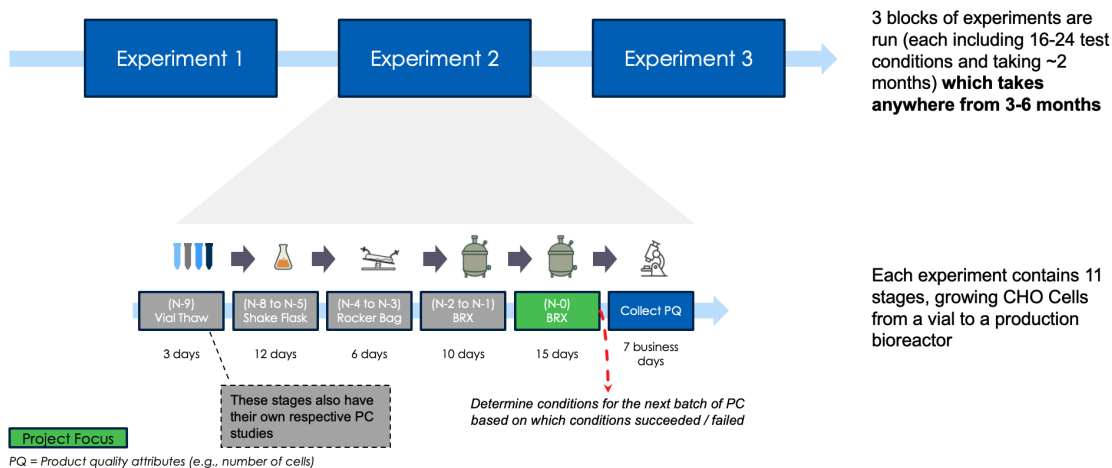 Experiment 1
Experiment 2
Experiment 3
3 blocks of experiments are
run (each including 16-24 test
conditions and taking ~2
months) which takes
anywhere from 3-6 months
(N-9)
Vial Thaw
(N-8 to N-5)
Shake Flask
(N-4 to N-3)
Rocker Bag
(N-2 to N-1)
BRX
(N-0)
BRX
Collect PQ
3 days
12 days
6 days
10 days
15 days
7 business
days
Each experiment contains 11
stages, growing CHO Cells
from a vial to a production
bioreactor
These stages also have
their own respective PC
studies
Determine conditions for the next batch of PC
based on which conditions succeeded / failed
Project Focus
PQ = Product quality attributes (e.g., number of cells)